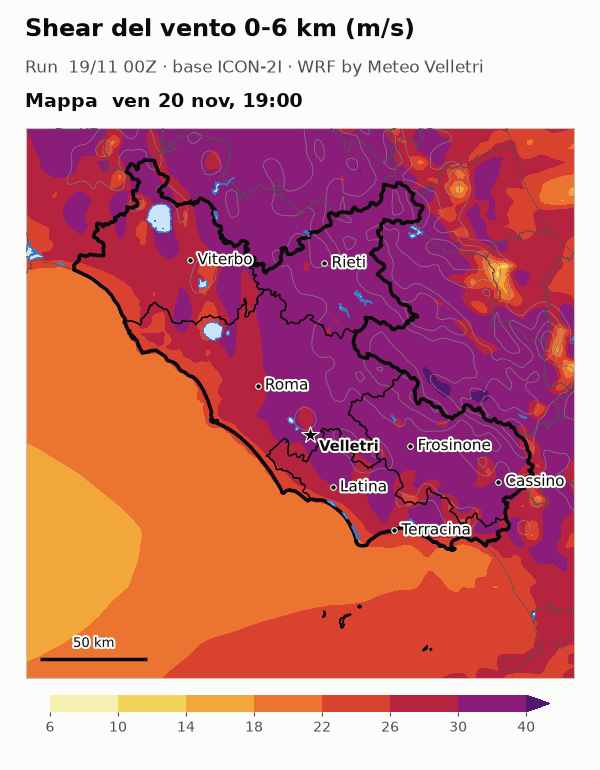 Shear del vento 0-6 km (m/s)
Run  19/11 00Z · base ICON-2I · WRF by Meteo Velletri
Mappa  ven 20 nov, 19:00
Viterbo
Rieti
Roma
Velletri
Frosinone
Cassino
Latina
Terracina
50 km
6 10 14 18 22 26 30 40